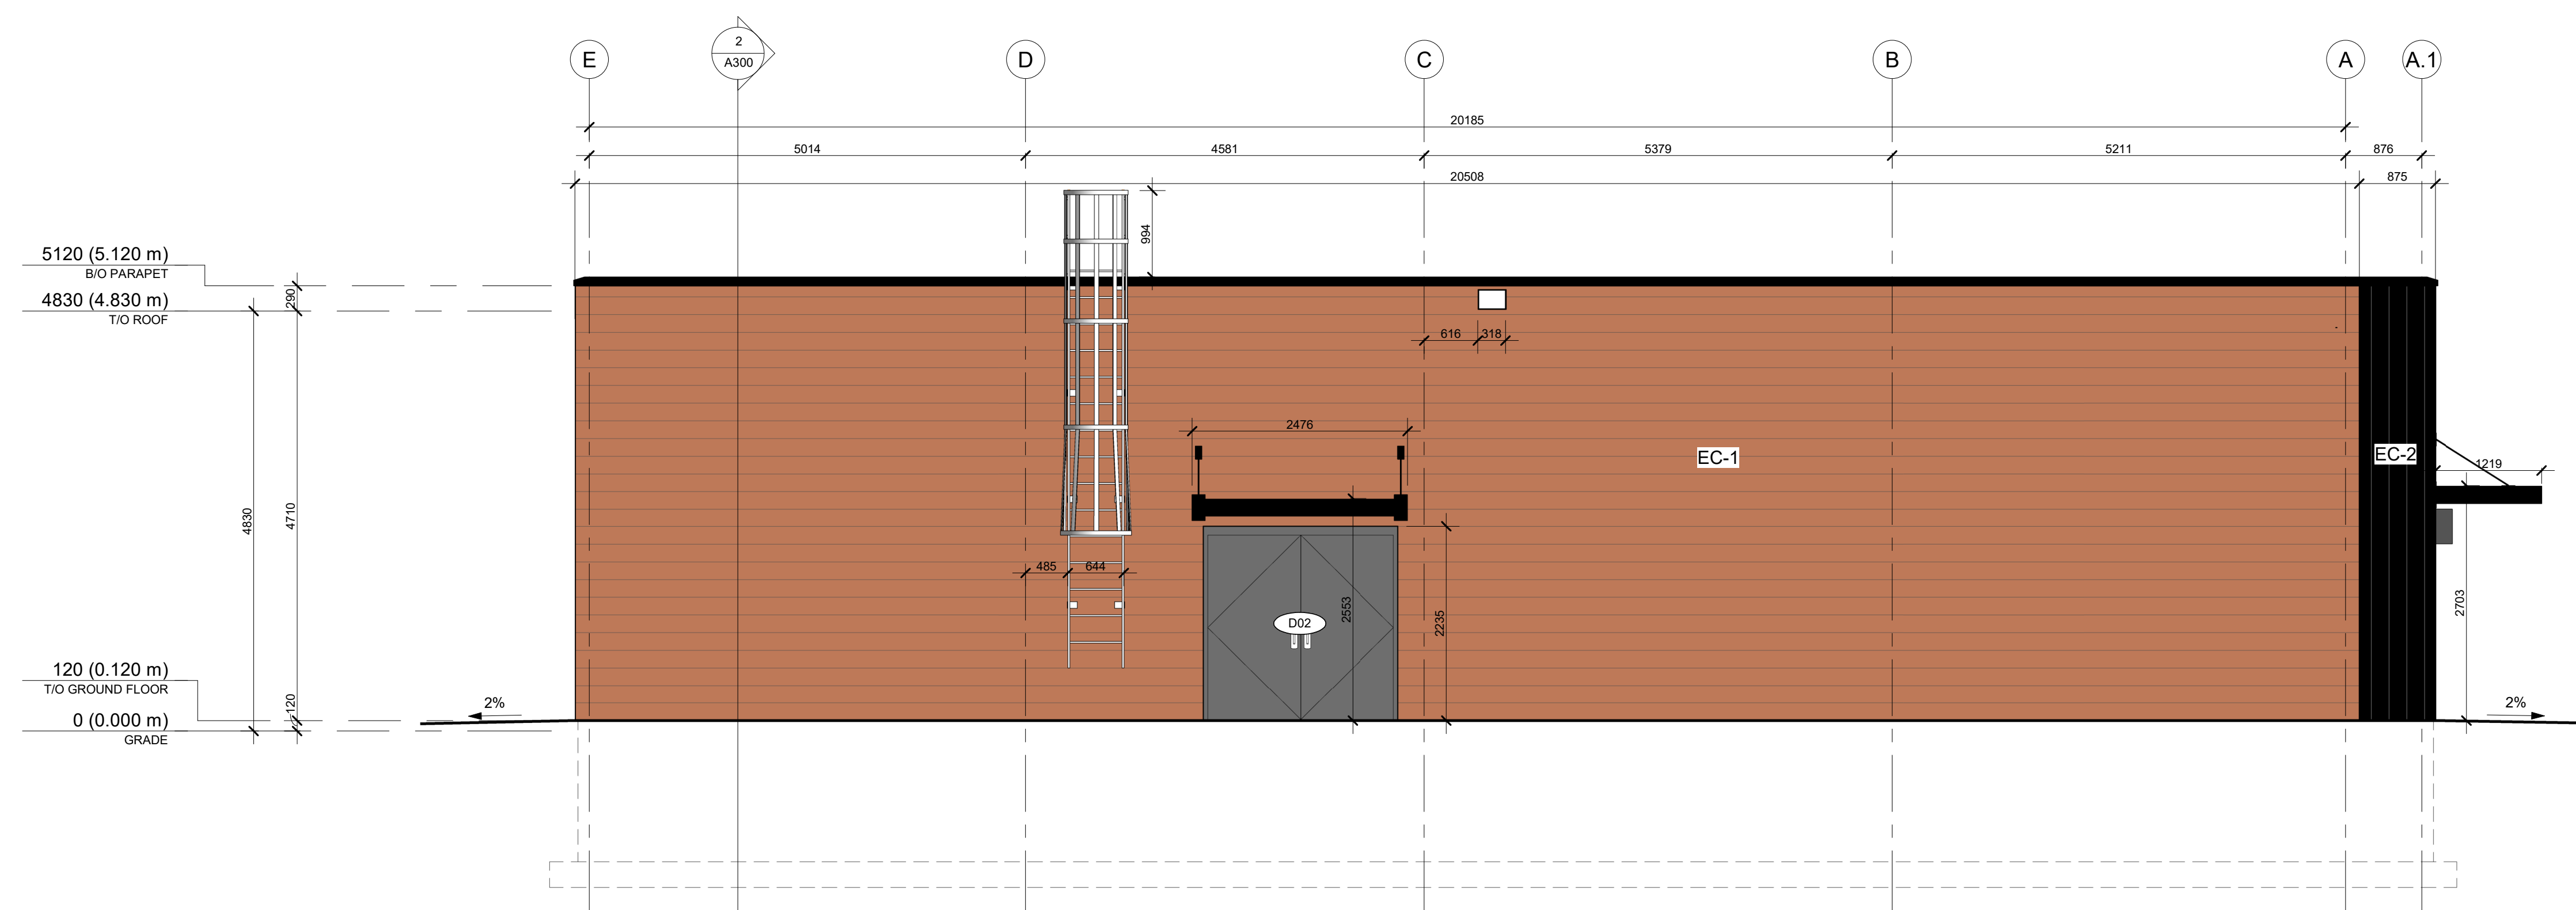 2
A300
E
D
C
B
A
A.1
20185
5014
4581
5379
5211
876
20508
875
994
5120 (5.120 m)
B/O PARAPET
290
4830 (4.830 m)
T/O ROOF
616
318
2476
EC-1
EC-2
1219
4830
4710
485
644
2553
2235
2703
D02
120 (0.120 m)
T/O GROUND FLOOR
120
2%
2%
0 (0.000 m)
GRADE